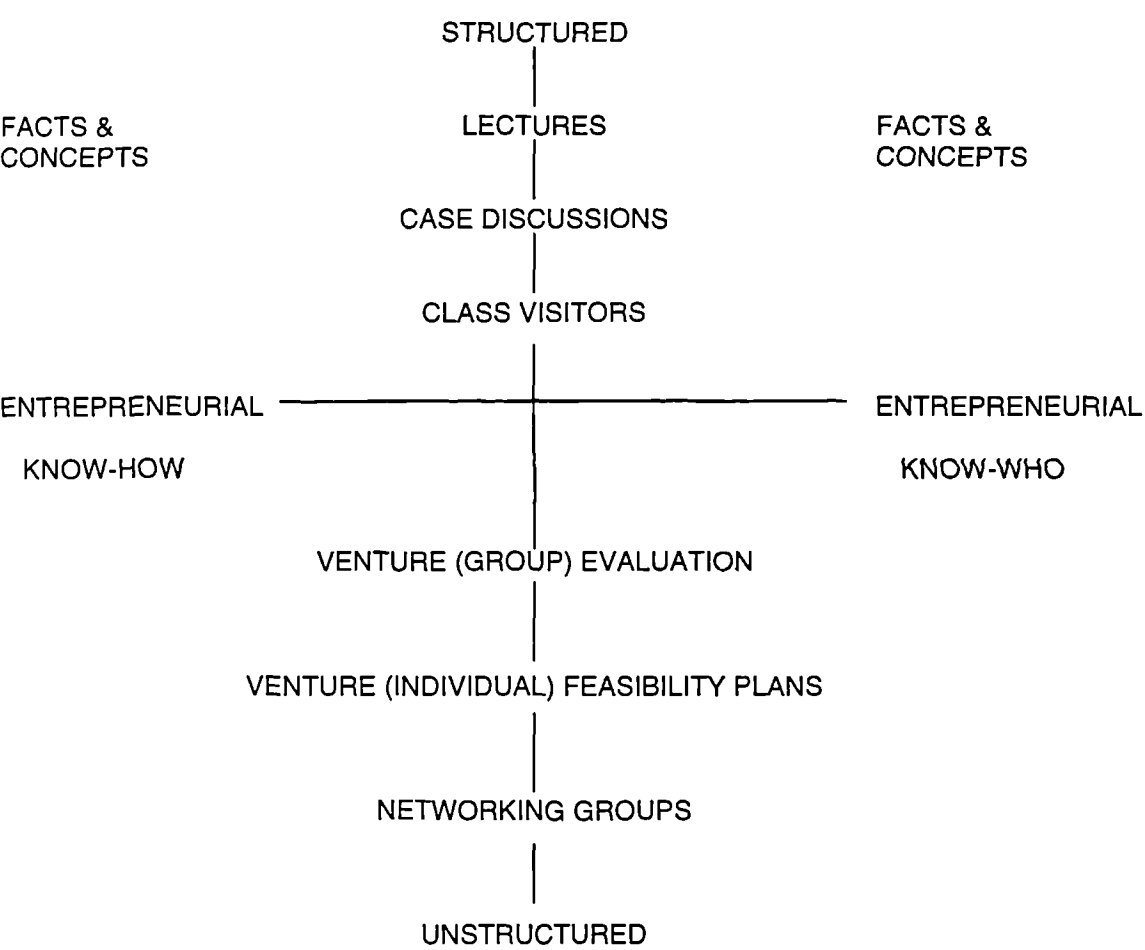 STRUCTURED
FACTS &
CONCEPTS
LECTURES
FACTS &
CONCEPTS
CASE DISCUSSIONS
CLASS VISITORS
ENTREPRENEURIAL
KNOW-HOW
ENTREPRENEURIAL
KNOW-WHO
VENTURE (GROUP) EVALUATION
VENTURE (INDIVIDUAL) FEASIBILITY PLANS
NETWORKING GROUPS
UNSTRUCTURED